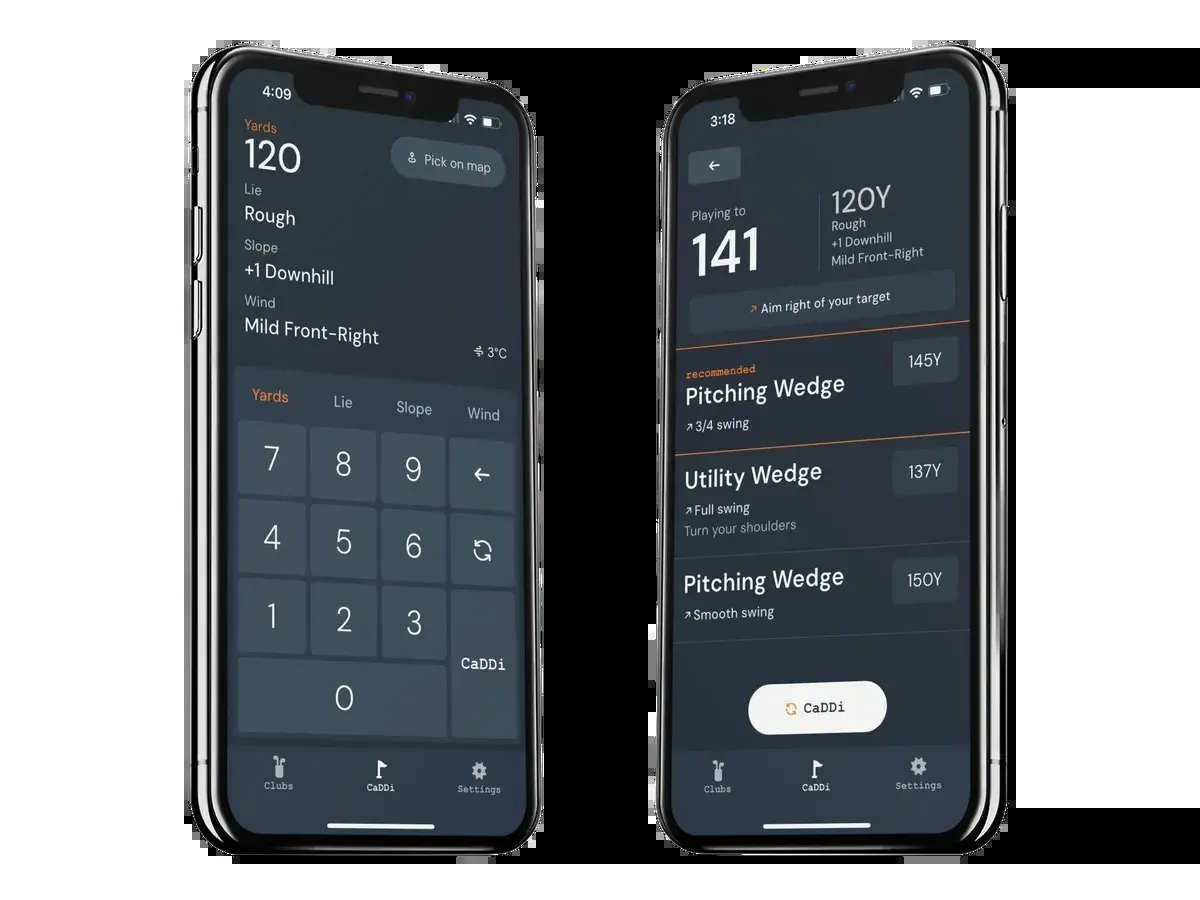 4:09
Yards
120
Pick on map
Lie
Rough
Slope
+1 Downhill
Wind
Mild Front-Right
3°C
Yards Lie Slope Wind
7 8 9 ←
4 5 6
1 2 3
CaDDi
0
Clubs CaDDi Settings
3:18
←
Playing to
141
120Y
Rough
+1 Downhill
Mild Front-Right
↗ Aim right of your target
recommended
Pitching Wedge
145Y
↗ 3/4 swing
Utility Wedge
137Y
↗ Full swing
Turn your shoulders
Pitching Wedge
150Y
↗ Smooth swing
CaDDi
Clubs CaDDi Settings